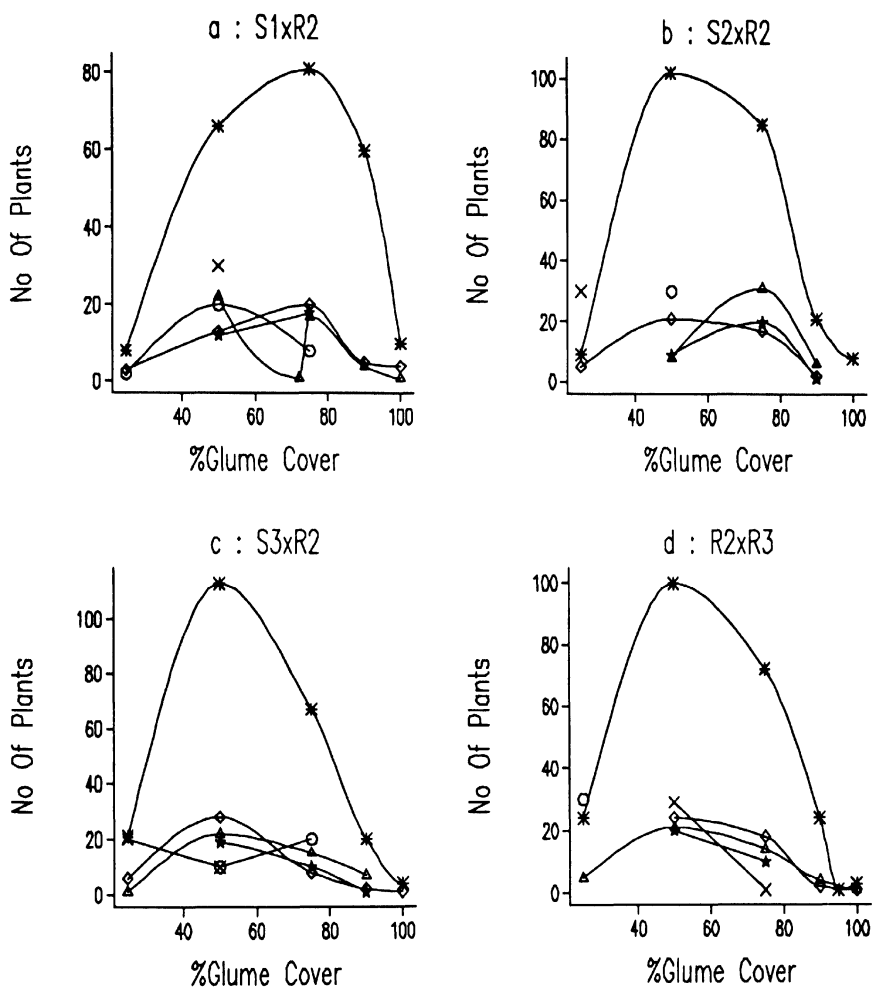 a : S1xR2
80
60
40
20
0
No Of Plants
40 60 80 100
%Glume Cover
b : S2xR2
100
80
60
40
20
0
No Of Plants
40 60 80 100
%Glume Cover
c : S3xR2
100
80
60
40
20
0
No Of Plants
40 60 80 100
%Glume Cover
d : R2xR3
100
80
60
40
20
0
No Of Plants
40 60 80 100
%Glume Cover